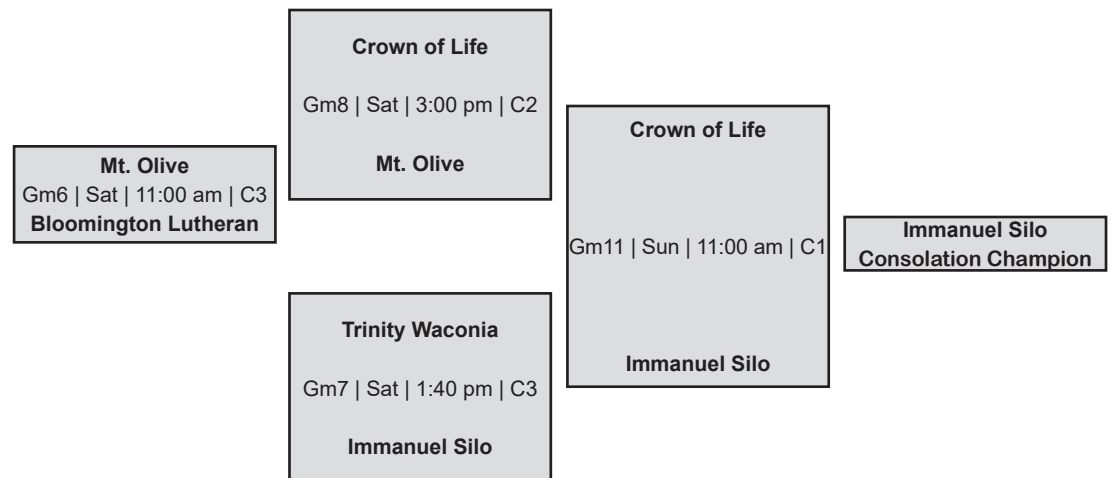 Mt. Olive
Gm6 | Sat | 11:00 am | C3
Bloomington Lutheran
Crown of Life
Gm8 | Sat | 3:00 pm | C2
Mt. Olive
Trinity Waconia
Gm7 | Sat | 1:40 pm | C3
Immanuel Silo
Crown of Life
Gm11 | Sun | 11:00 am | C1
Immanuel Silo
Immanuel Silo
Consolation Champion